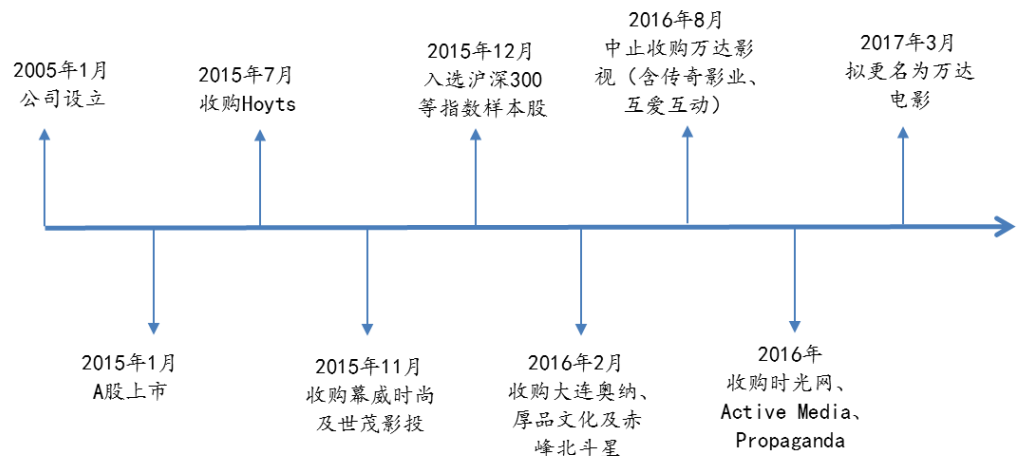 2005年1月
公司设立
2015年7月
收购Hoyts
2015年12月
入选沪深300
等指数样本股
2016年8月
中止收购万达影
视（含传奇影业、
互爱互动）
2017年3月
拟更名为万达
电影
2015年1月
A股上市
2015年11月
收购幕威时尚
及世茂影投
2016年2月
收购大连奥纳、
厚品文化及赤
峰北斗星
2016年
收购时光网、
Active Media、
Propaganda